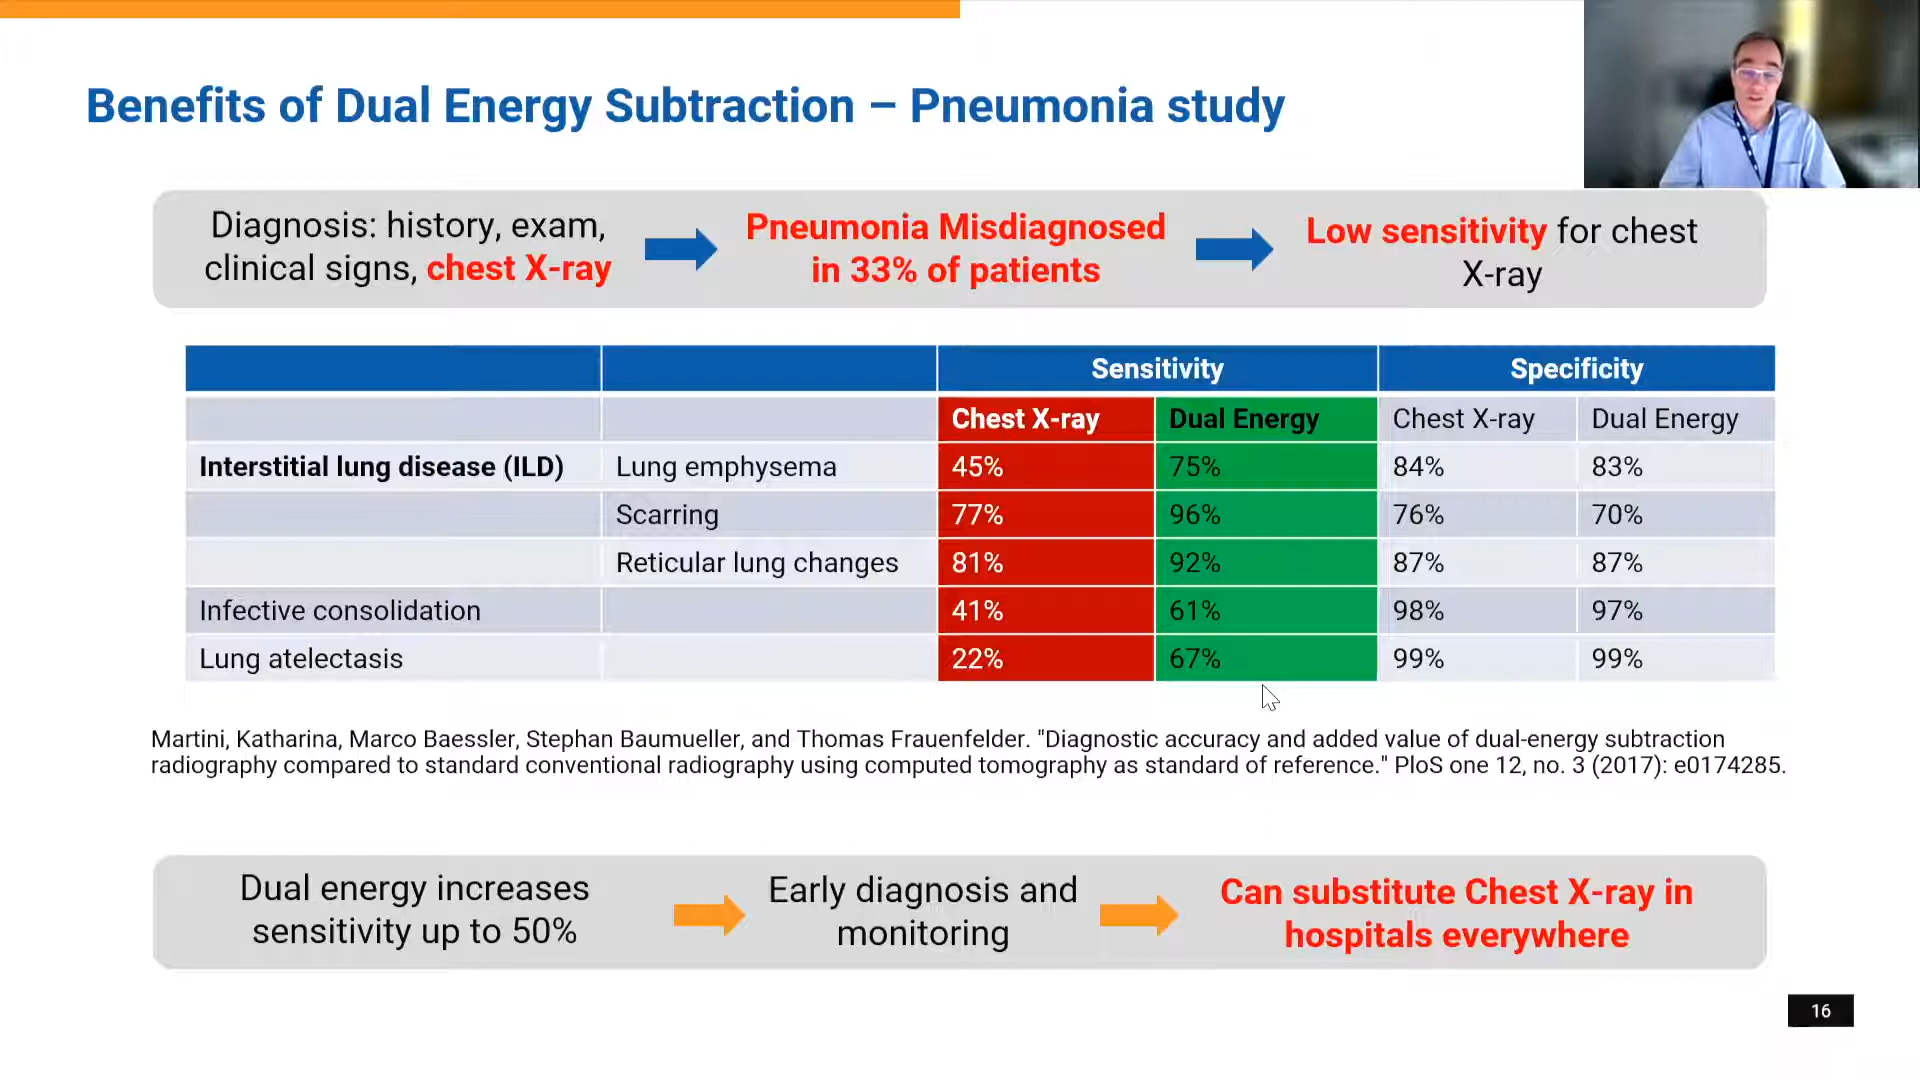 Benefits of Dual Energy Subtraction – Pneumonia study
Diagnosis: history, exam,
clinical signs, chest X-ray
Pneumonia Misdiagnosed
in 33% of patients
Low sensitivity for chest
X-ray
Sensitivity Specificity
Chest X-ray Dual Energy Chest X-ray Dual Energy
Interstitial lung disease (ILD) Lung emphysema 45% 75% 84% 83%
Scarring 77% 96% 76% 70%
Reticular lung changes 81% 92% 87% 87%
Infective consolidation 41% 61% 98% 97%
Lung atelectasis 22% 67% 99% 99%
Martini, Katharina, Marco Baessler, Stephan Baumueller, and Thomas Frauenfelder. "Diagnostic accuracy and added value of dual-energy subtraction
radiography compared to standard conventional radiography using computed tomography as standard of reference." PloS one 12, no. 3 (2017): e0174285.
Dual energy increases
sensitivity up to 50%
Early diagnosis and
monitoring
Can substitute Chest X-ray in
hospitals everywhere
16